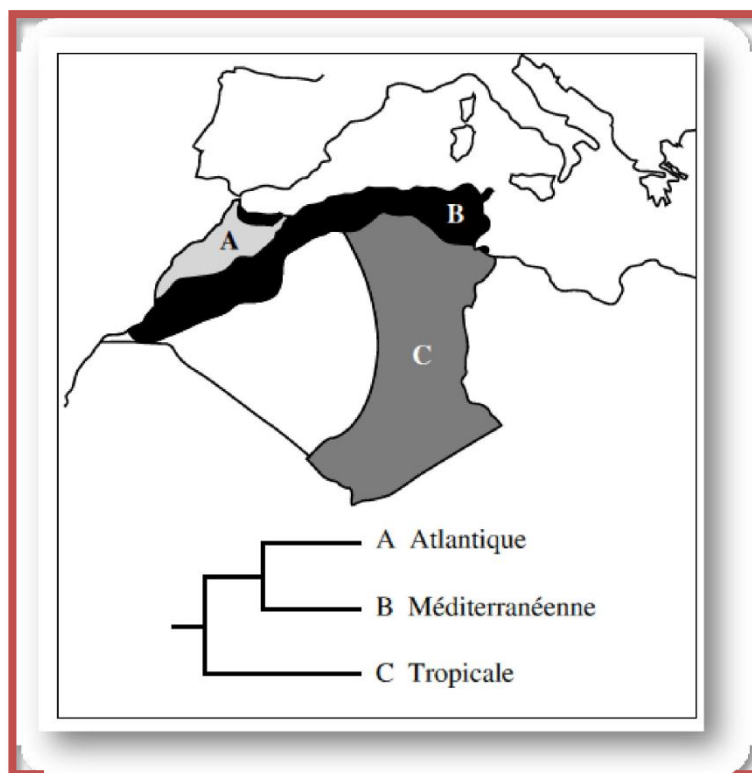 A
B
C
A Atlantique
B Méditerranéenne
C Tropicale